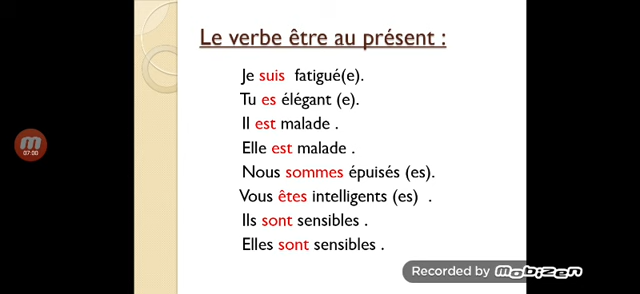 Le verbe être au présent :
Je suis fatigué(e).
Tu es élégant (e).
Il est malade .
Elle est malade .
Nous sommes épuisés (es).
Vous êtes intelligents (es) .
Ils sont sensibles .
Elles sont sensibles .
07:00
Recorded by mobizen